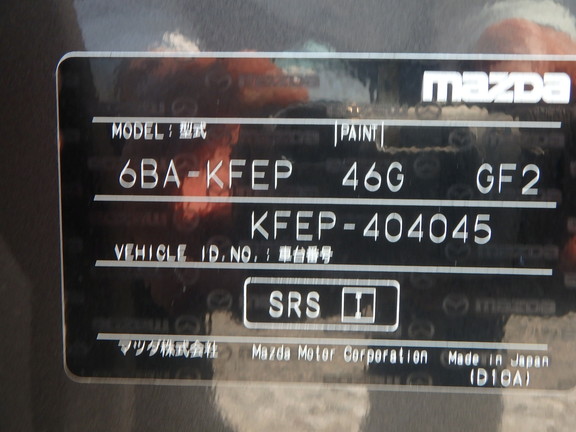 mazda
MODEL : 型式 PAINT
6BA-KFEP 46G GF2
KFEP-404045
VEHICLE ID.NO. : 車台番号
SRS I
マツダ株式会社 Mazda Motor Corporation Made in Japan
(D10A)